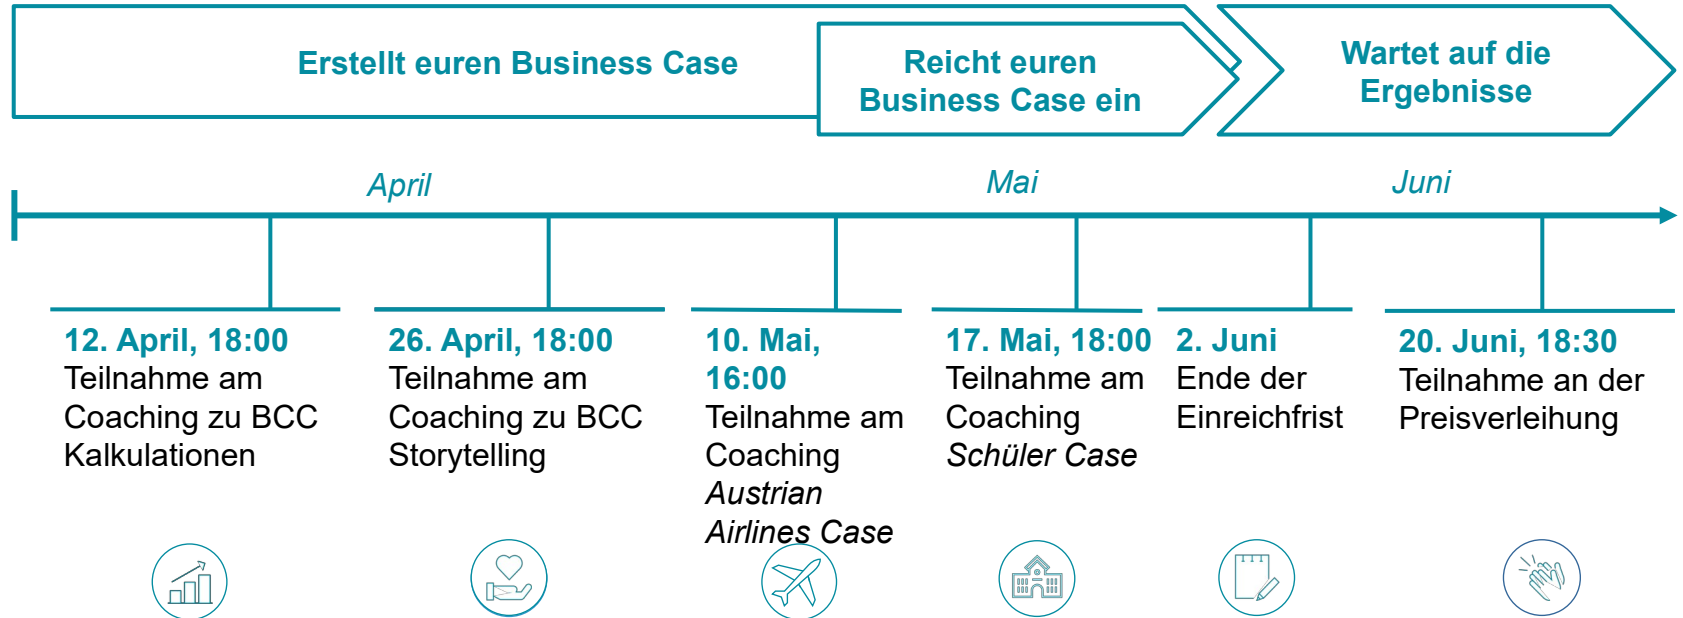 Erstellt euren Business Case
Reicht euren
Business Case ein
Wartet auf die
Ergebnisse
April
Mai
Juni
12. April, 18:00
Teilnahme am
Coaching zu BCC
Kalkulationen
26. April, 18:00
Teilnahme am
Coaching zu BCC
Storytelling
10. Mai,
16:00
Teilnahme am
Coaching
Austrian
Airlines Case
17. Mai, 18:00
Teilnahme am
Coaching
Schüler Case
2. Juni
Ende der
Einreichfrist
20. Juni, 18:30
Teilnahme an der
Preisverleihung